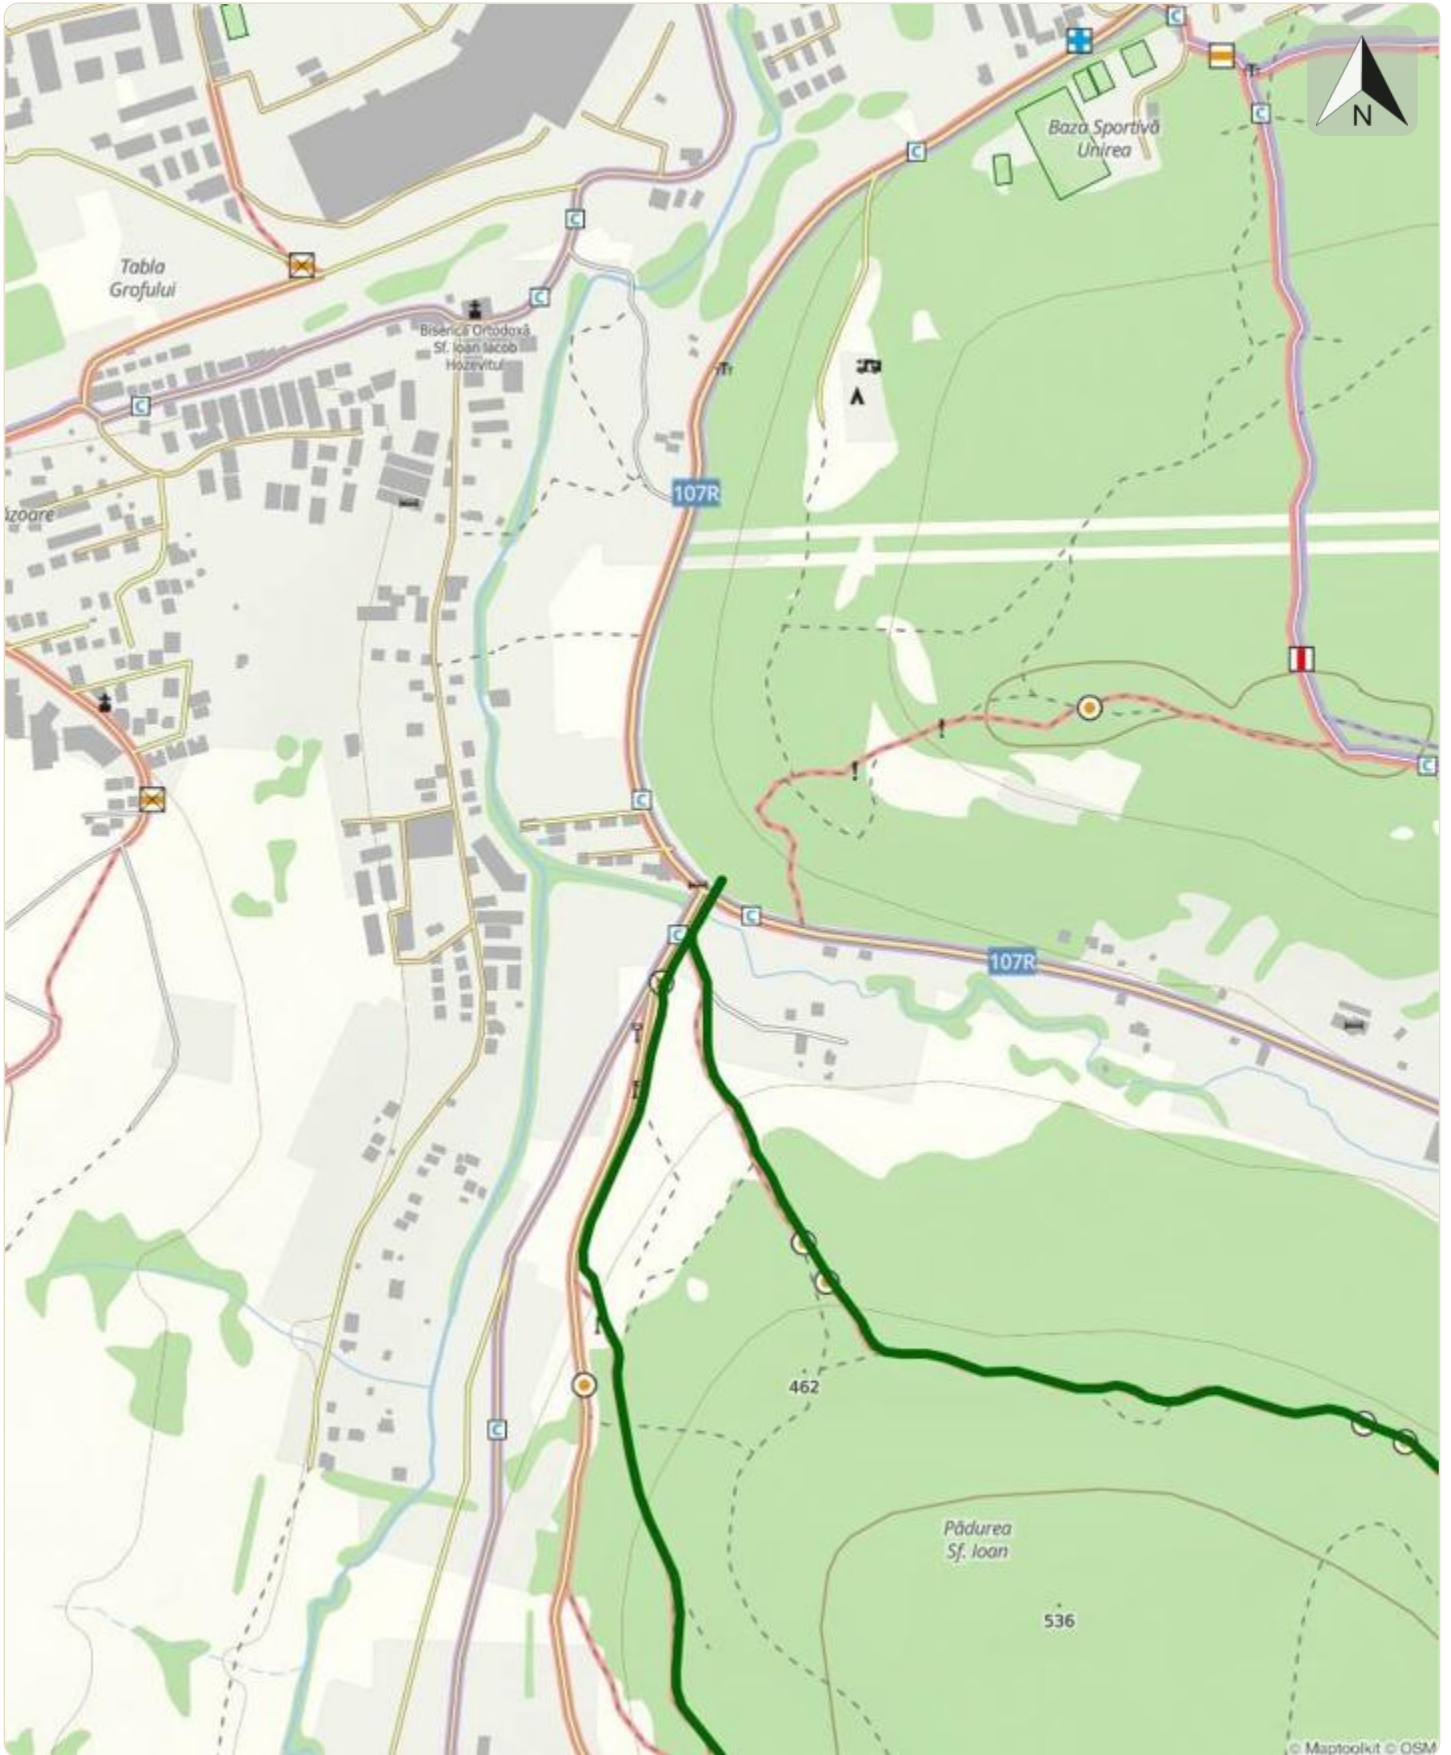 C
N
C
Baza Sportivă
Unirea
C
C
Tabla
Grofului
C
Biserica Ortodoxă
Sf. Ioan Iacob
Hozevitul
C
107R
C
C
C
C
107R
462
C
Pădurea
Sf. Ioan
536
© Maptoolkit © OSM